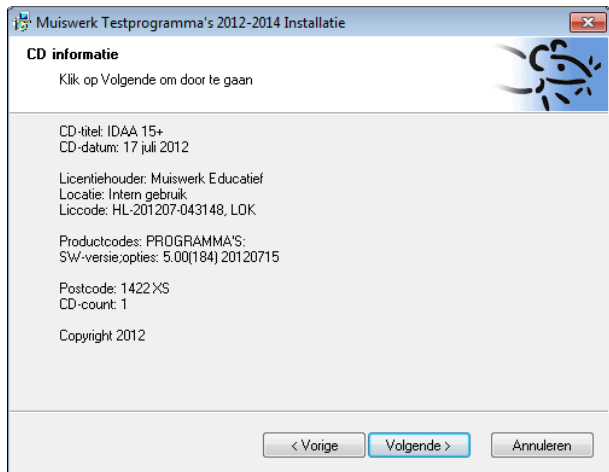 Muiswerk Testprogramma's 2012-2014 Installatie
CD informatie
Klik op Volgende om door te gaan
CD-titel: IDAA 15+
CD-datum: 17 juli 2012
Licentiehouder: Muiswerk Educatief
Locatie: Intern gebruik
Liccode: HL-201207-043148, LOK
Productcodes: PROGRAMMA'S:
SW-versie;opties: 5.00(184) 20120715
Postcode: 1422 XS
CD-count: 1
Copyright 2012
< Vorige
Volgende >
Annuleren